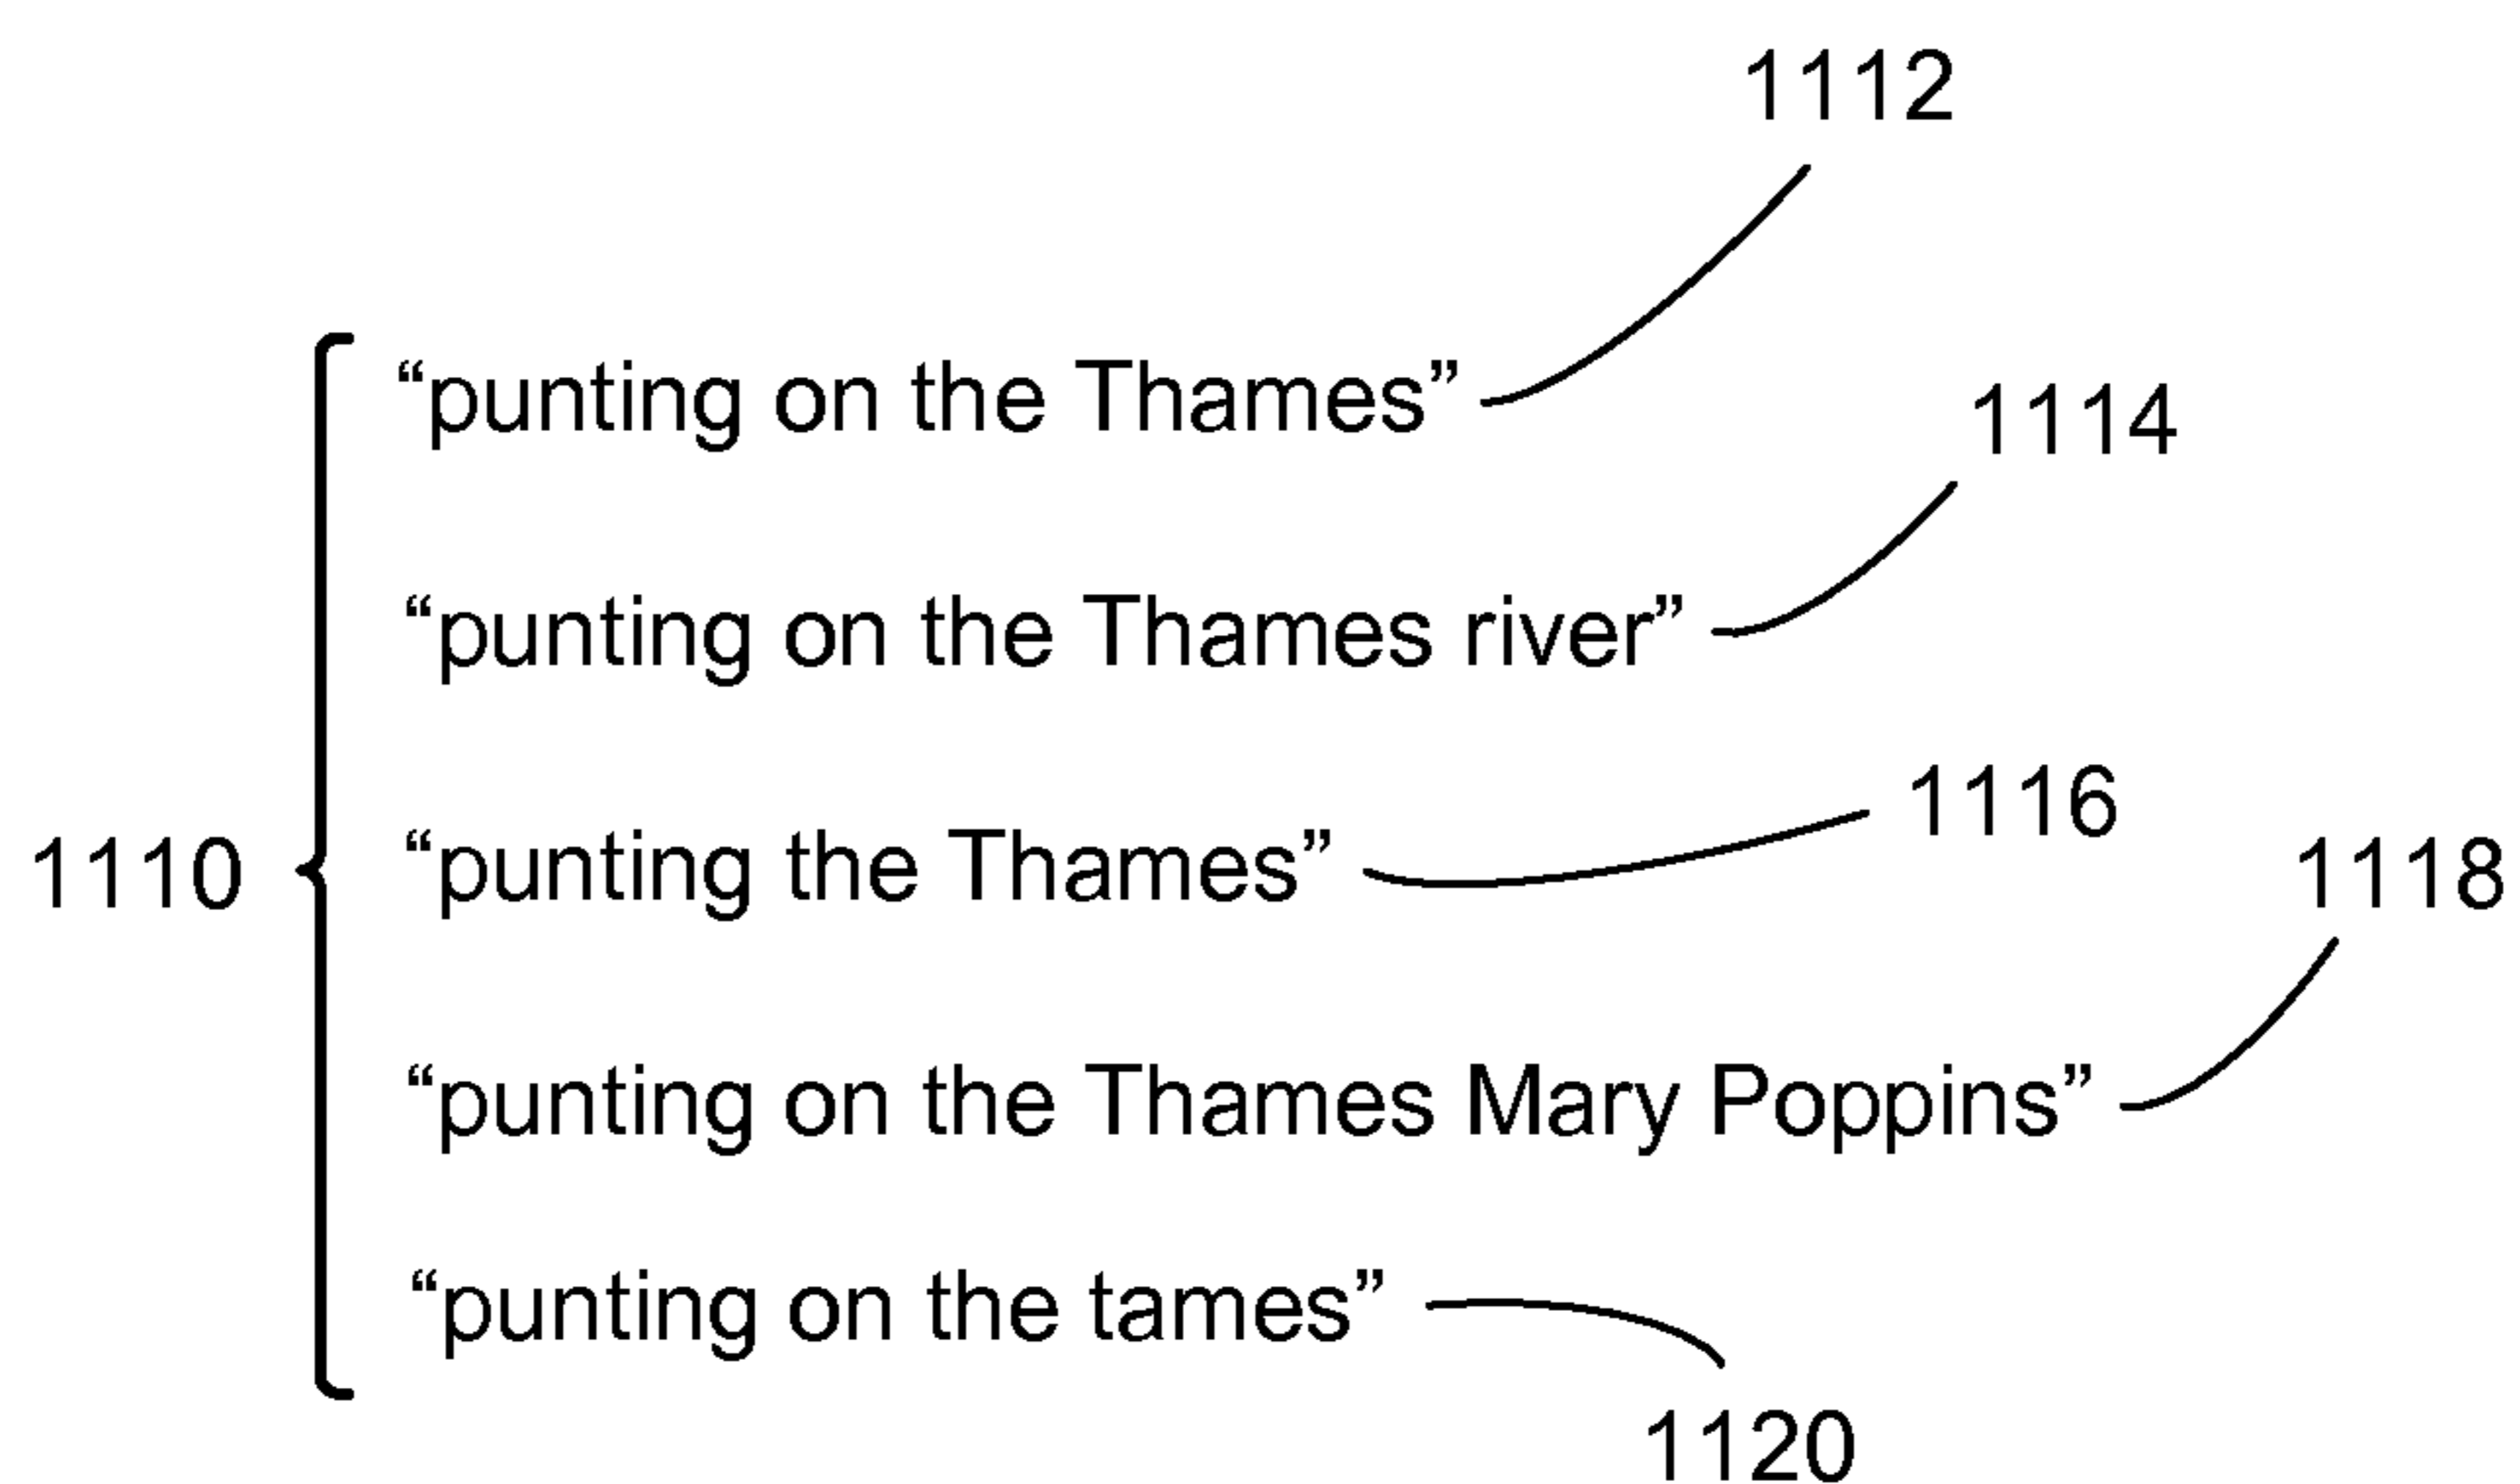 1112
“punting on the Thames”
1114
“punting on the Thames river”
1116
1110
“punting the Thames”
1118
“punting on the Thames Mary Poppins”
“punting on the tames”
1120